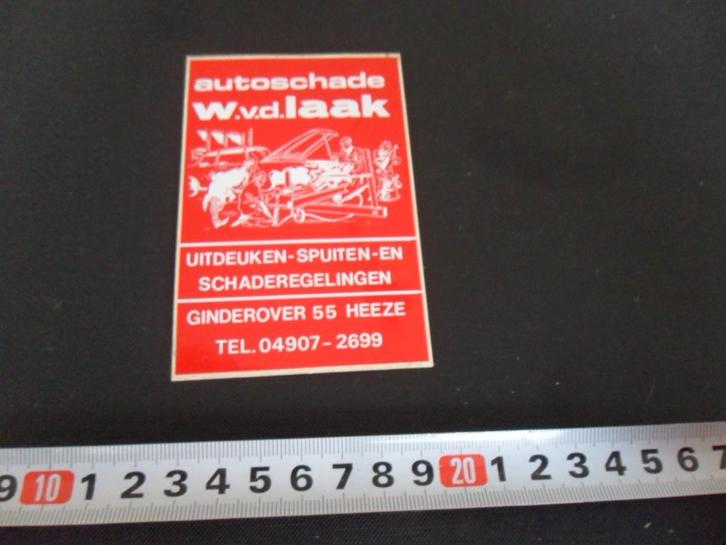 autoschade
w.v.d.laak
UITDEUKEN-SPUITEN-EN
SCHADEREGELINGEN
GINDEROVER 55 HEEZE
TEL. 04907-2699
9 10 1 2 3 4 5 6 7 8 9 20 1 2 3 4 5 6 7